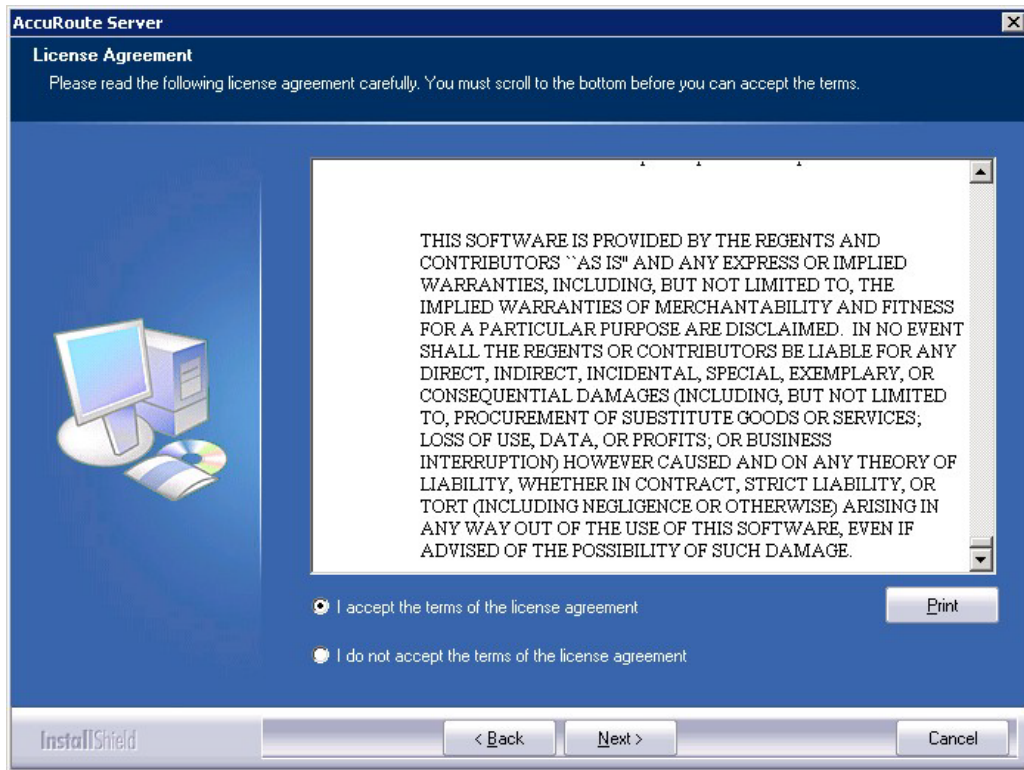 AccuRoute Server
License Agreement
Please read the following license agreement carefully. You must scroll to the bottom before you can accept the terms.
THIS SOFTWARE IS PROVIDED BY THE REGENTS AND
CONTRIBUTORS ``AS IS'' AND ANY EXPRESS OR IMPLIED
WARRANTIES, INCLUDING, BUT NOT LIMITED TO, THE
IMPLIED WARRANTIES OF MERCHANTABILITY AND FITNESS
FOR A PARTICULAR PURPOSE ARE DISCLAIMED.  IN NO EVENT
SHALL THE REGENTS OR CONTRIBUTORS BE LIABLE FOR ANY
DIRECT, INDIRECT, INCIDENTAL, SPECIAL, EXEMPLARY, OR
CONSEQUENTIAL DAMAGES (INCLUDING, BUT NOT LIMITED
TO, PROCUREMENT OF SUBSTITUTE GOODS OR SERVICES;
LOSS OF USE, DATA, OR PROFITS; OR BUSINESS
INTERRUPTION) HOWEVER CAUSED AND ON ANY THEORY OF
LIABILITY, WHETHER IN CONTRACT, STRICT LIABILITY, OR
TORT (INCLUDING NEGLIGENCE OR OTHERWISE) ARISING IN
ANY WAY OUT OF THE USE OF THIS SOFTWARE, EVEN IF
ADVISED OF THE POSSIBILITY OF SUCH DAMAGE.
I accept the terms of the license agreement
Print
I do not accept the terms of the license agreement
InstallShield
< Back
Next >
Cancel